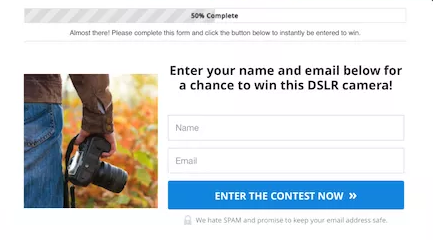 50% Complete
Almost there! Please complete this form and click the button below to instantly be entered to win.
Enter your name and email below for
a chance to win this DSLR camera!
Name
Email
ENTER THE CONTEST NOW »
We hate SPAM and promise to keep your email address safe.